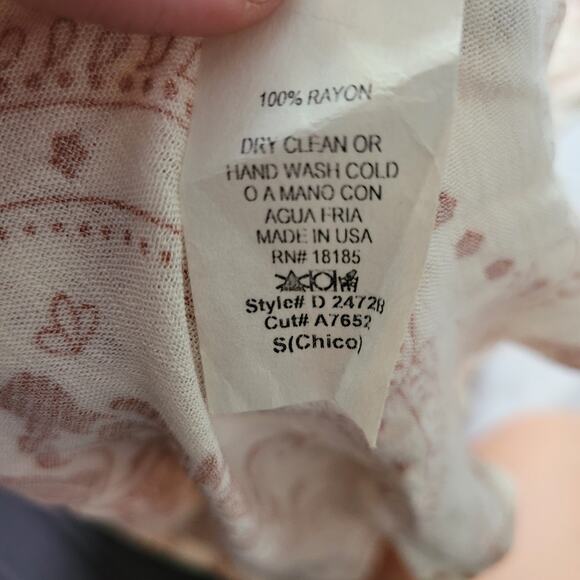 100% RAYON
DRY CLEAN OR
HAND WASH COLD
O A MANO CON
AGUA FRIA
MADE IN USA
RN# 18185
Style# D 2472B
Cut# A7652
S(Chico)